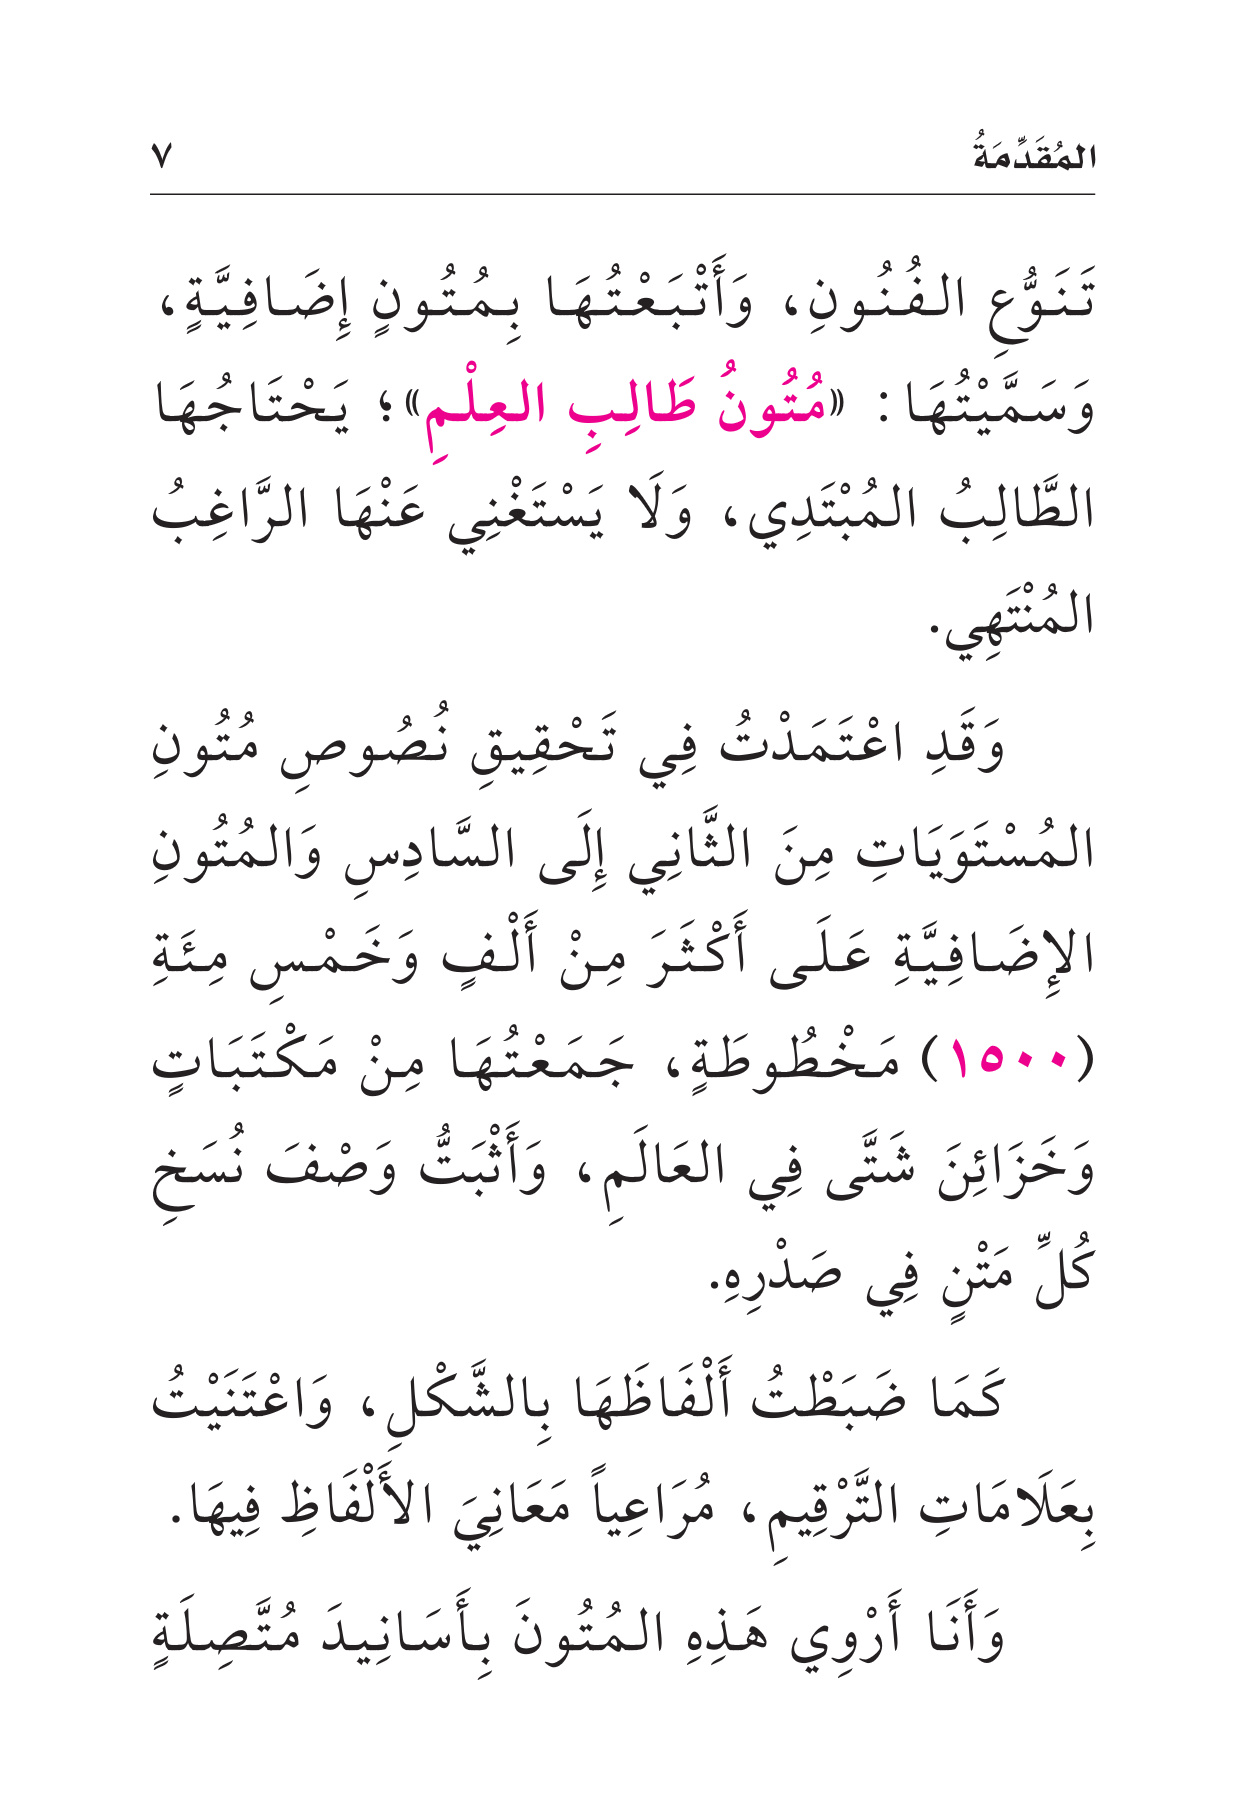 المُقَدِّمَةُ ٧
تَنَوُّعِ الفُنُونِ، وَأَتْبَعْتُهَا بِمُتُونٍ إِضَافِيَّةٍ،
وَسَمَّيْتُهَا: «مُتُونُ طَالِبِ العِلْمِ»؛ يَحْتَاجُهَا
الطَّالِبُ المُبْتَدِي، وَلَا يَسْتَغْنِي عَنْهَا الرَّاغِبُ
المُنْتَهِي.
وَقَدِ اعْتَمَدْتُ فِي تَحْقِيقِ نُصُوصِ مُتُونِ
المُسْتَوَيَاتِ مِنَ الثَّانِي إِلَى السَّادِسِ وَالمُتُونِ
الإِضَافِيَّةِ عَلَى أَكْثَرَ مِنْ أَلْفٍ وَخَمْسِ مِئَةِ
(١٥٠٠) مَخْطُوطَةٍ، جَمَعْتُهَا مِنْ مَكْتَبَاتٍ
وَخَزَائِنَ شَتَّى فِي العَالَمِ، وَأَثْبَتُّ وَصْفَ نُسَخِ
كُلِّ مَتْنٍ فِي صَدْرِهِ.
كَمَا ضَبَطْتُ أَلْفَاظَهَا بِالشَّكْلِ، وَاعْتَنَيْتُ
بِعَلَامَاتِ التَّرْقِيمِ، مُرَاعِياً مَعَانِيَ الأَلْفَاظِ فِيهَا.
وَأَنَا أَرْوِي هَذِهِ المُتُونَ بِأَسَانِيدَ مُتَّصِلَةٍ